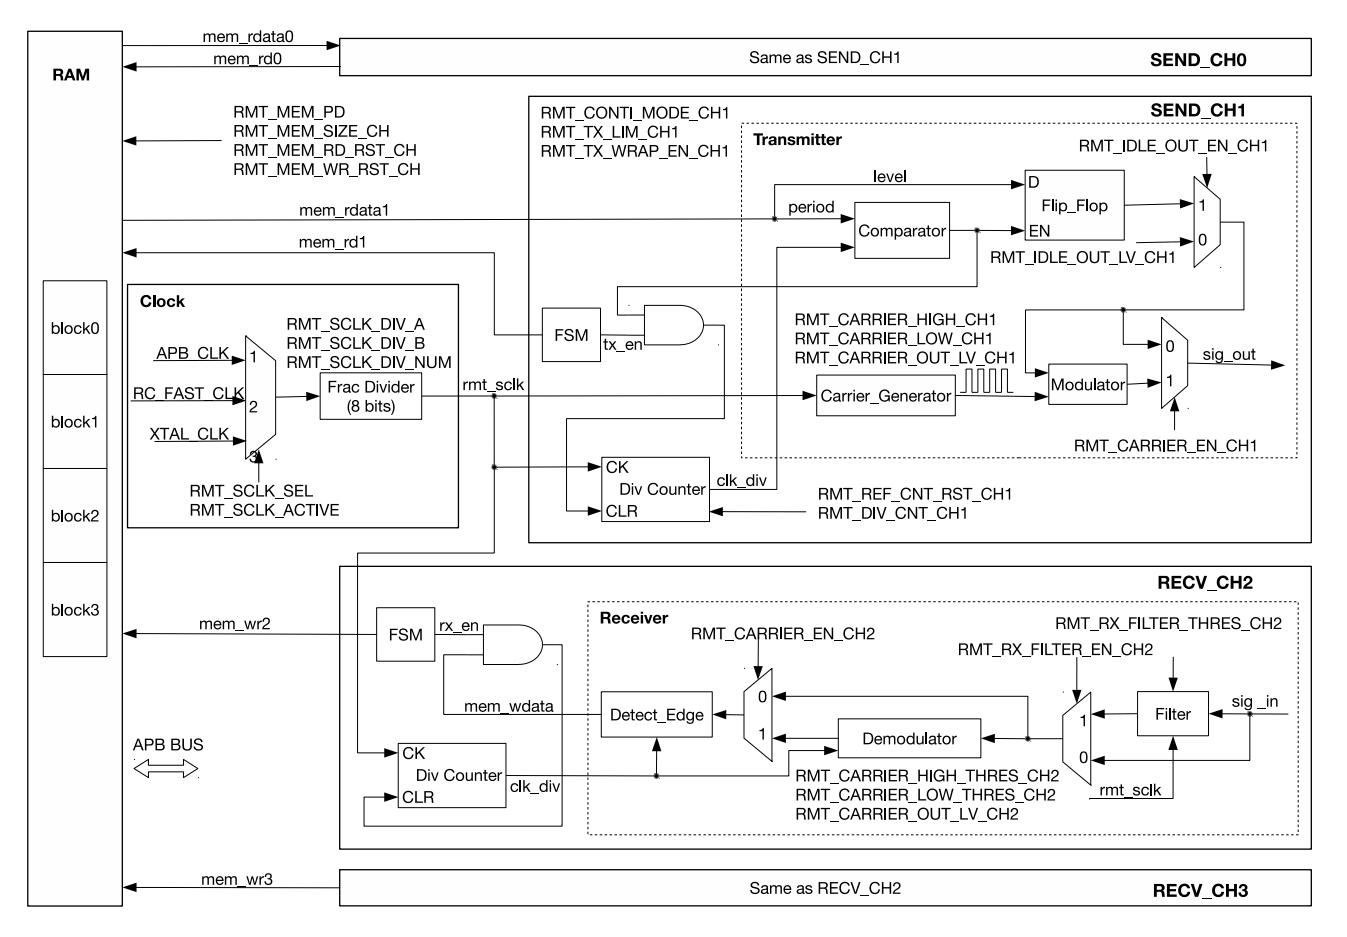 mem_rdata0
mem_rd0
Same as SEND_CH1
SEND_CH0
RAM
RMT_MEM_PD
RMT_MEM_SIZE_CH
RMT_MEM_RD_RST_CH
RMT_MEM_WR_RST_CH
RMT_CONTI_MODE_CH1
RMT_TX_LIM_CH1
RMT_TX_WRAP_EN_CH1
SEND_CH1
Transmitter
RMT_IDLE_OUT_EN_CH1
level
D
Flip_Flop
EN
1
0
mem_rdata1
period
Comparator
RMT_IDLE_OUT_LV_CH1
mem_rd1
block0
block1
block2
block3
Clock
RMT_SCLK_DIV_A
RMT_SCLK_DIV_B
RMT_SCLK_DIV_NUM
APB_CLK
1
RC_FAST_CLK
2
XTAL_CLK
3
Frac Divider
(8 bits)
rmt_sclk
RMT_SCLK_SEL
RMT_SCLK_ACTIVE
FSM
tx_en
RMT_CARRIER_HIGH_CH1
RMT_CARRIER_LOW_CH1
RMT_CARRIER_OUT_LV_CH1
Carrier_Generator
Modulator
0
1
sig_out
RMT_CARRIER_EN_CH1
CK
Div Counter
CLR
clk_div
RMT_REF_CNT_RST_CH1
RMT_DIV_CNT_CH1
RECV_CH2
mem_wr2
FSM
rx_en
Receiver
RMT_CARRIER_EN_CH2
RMT_RX_FILTER_THRES_CH2
RMT_RX_FILTER_EN_CH2
mem_wdata
Detect_Edge
0
1
Demodulator
1
0
Filter
sig_in
rmt_sclk
APB BUS
CK
Div Counter
CLR
clk_div
RMT_CARRIER_HIGH_THRES_CH2
RMT_CARRIER_LOW_THRES_CH2
RMT_CARRIER_OUT_LV_CH2
mem_wr3
Same as RECV_CH2
RECV_CH3